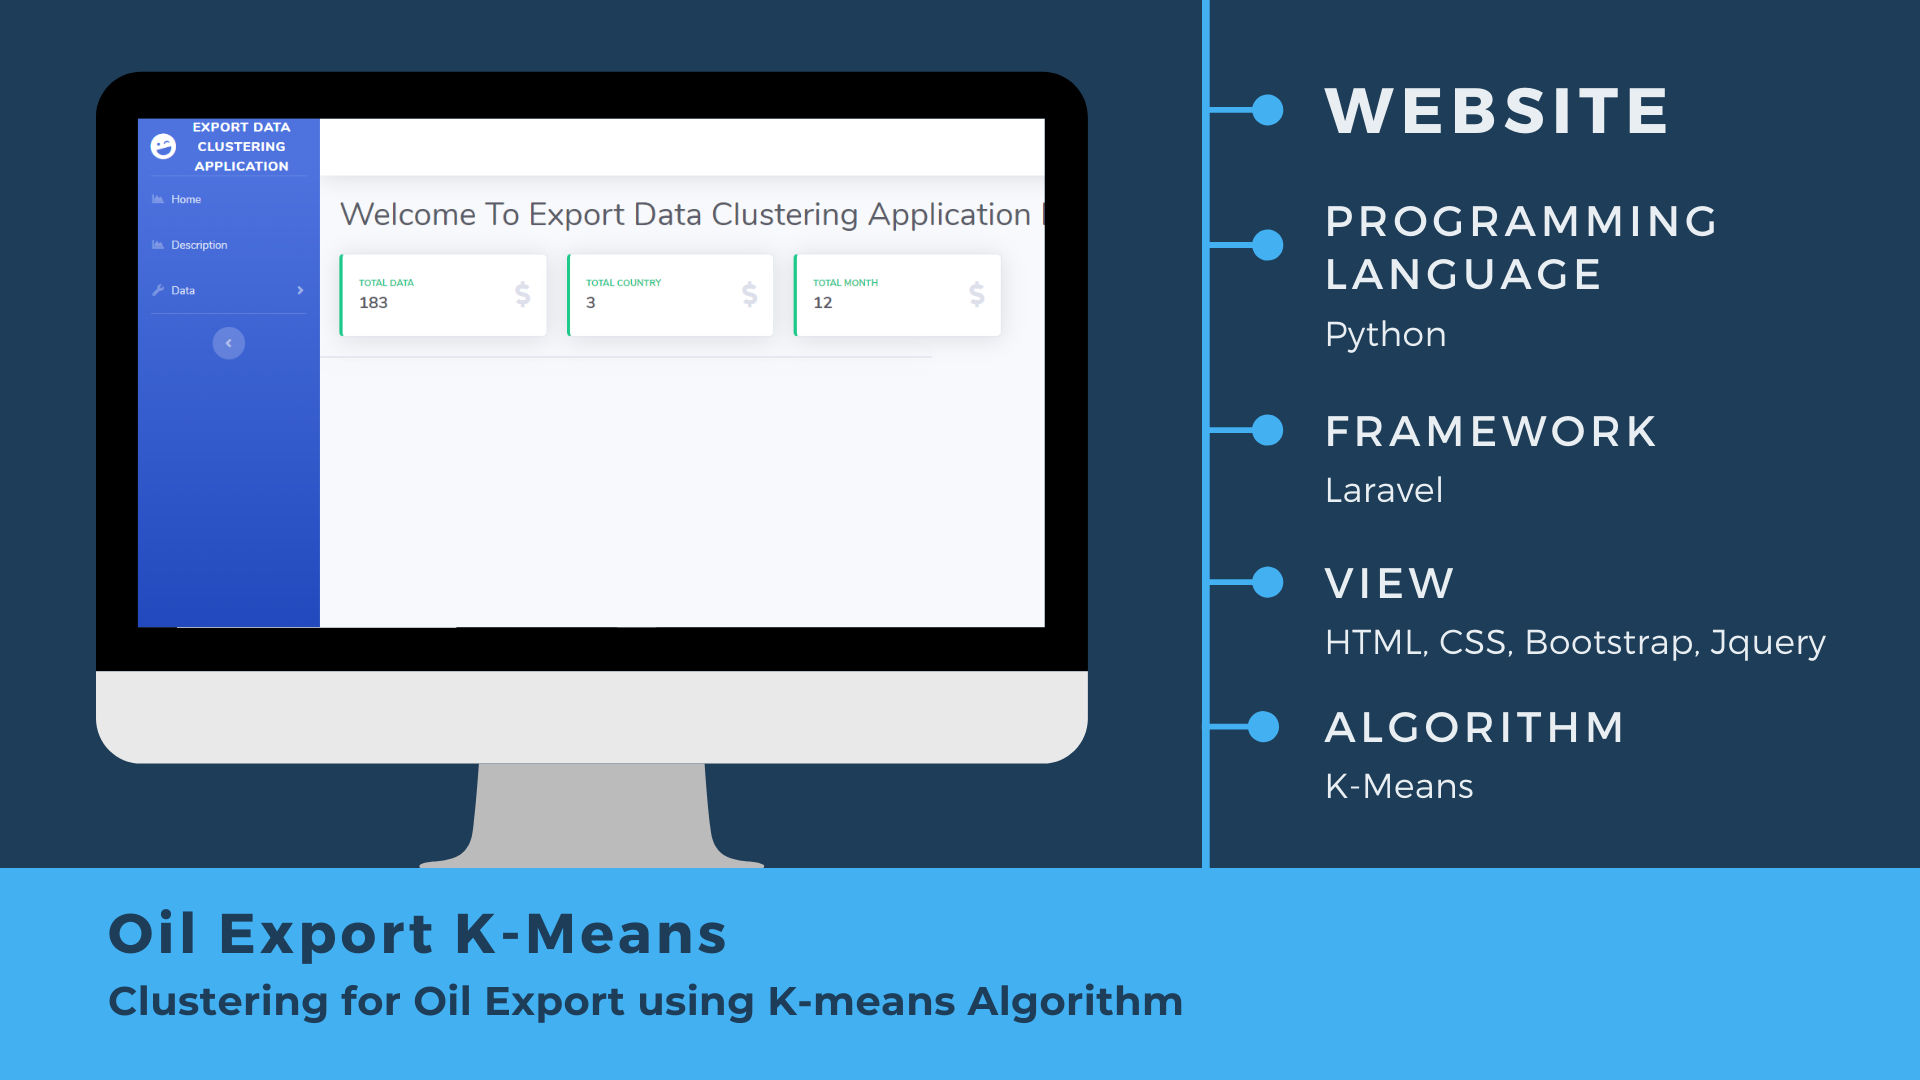 EXPORT DATA
CLUSTERING
APPLICATION
Home
Description
Data
Welcome To Export Data Clustering Application
TOTAL DATA
183
$
TOTAL COUNTRY
3
$
TOTAL MONTH
12
$
WEBSITE
PROGRAMMING
LANGUAGE
Python
FRAMEWORK
Laravel
VIEW
HTML, CSS, Bootstrap, Jquery
ALGORITHM
K-Means
Oil Export K-Means
Clustering for Oil Export using K-means Algorithm